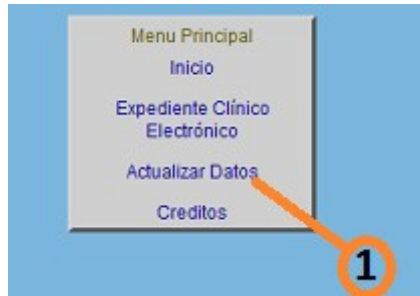 Menu Principal
Inicio
Expediente Clínico
Electrónico
Actualizar Datos
Creditos
1